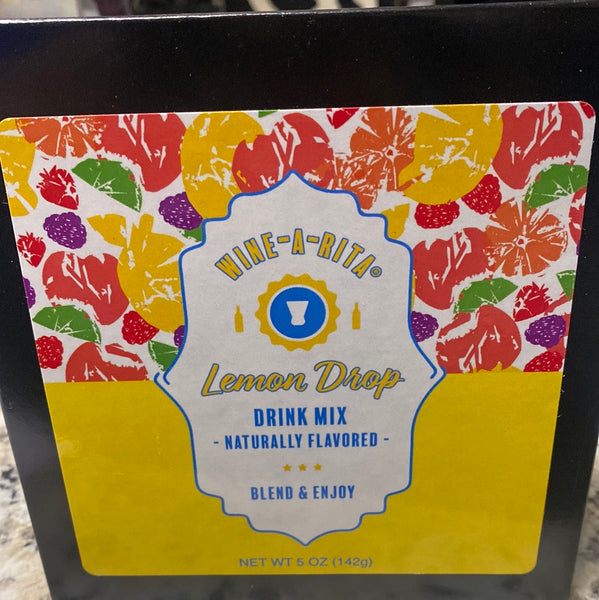 WINE-A-RITA®
Lemon Drop
DRINK MIX
- NATURALLY FLAVORED -
BLEND & ENJOY
NET WT 5 OZ (142g)